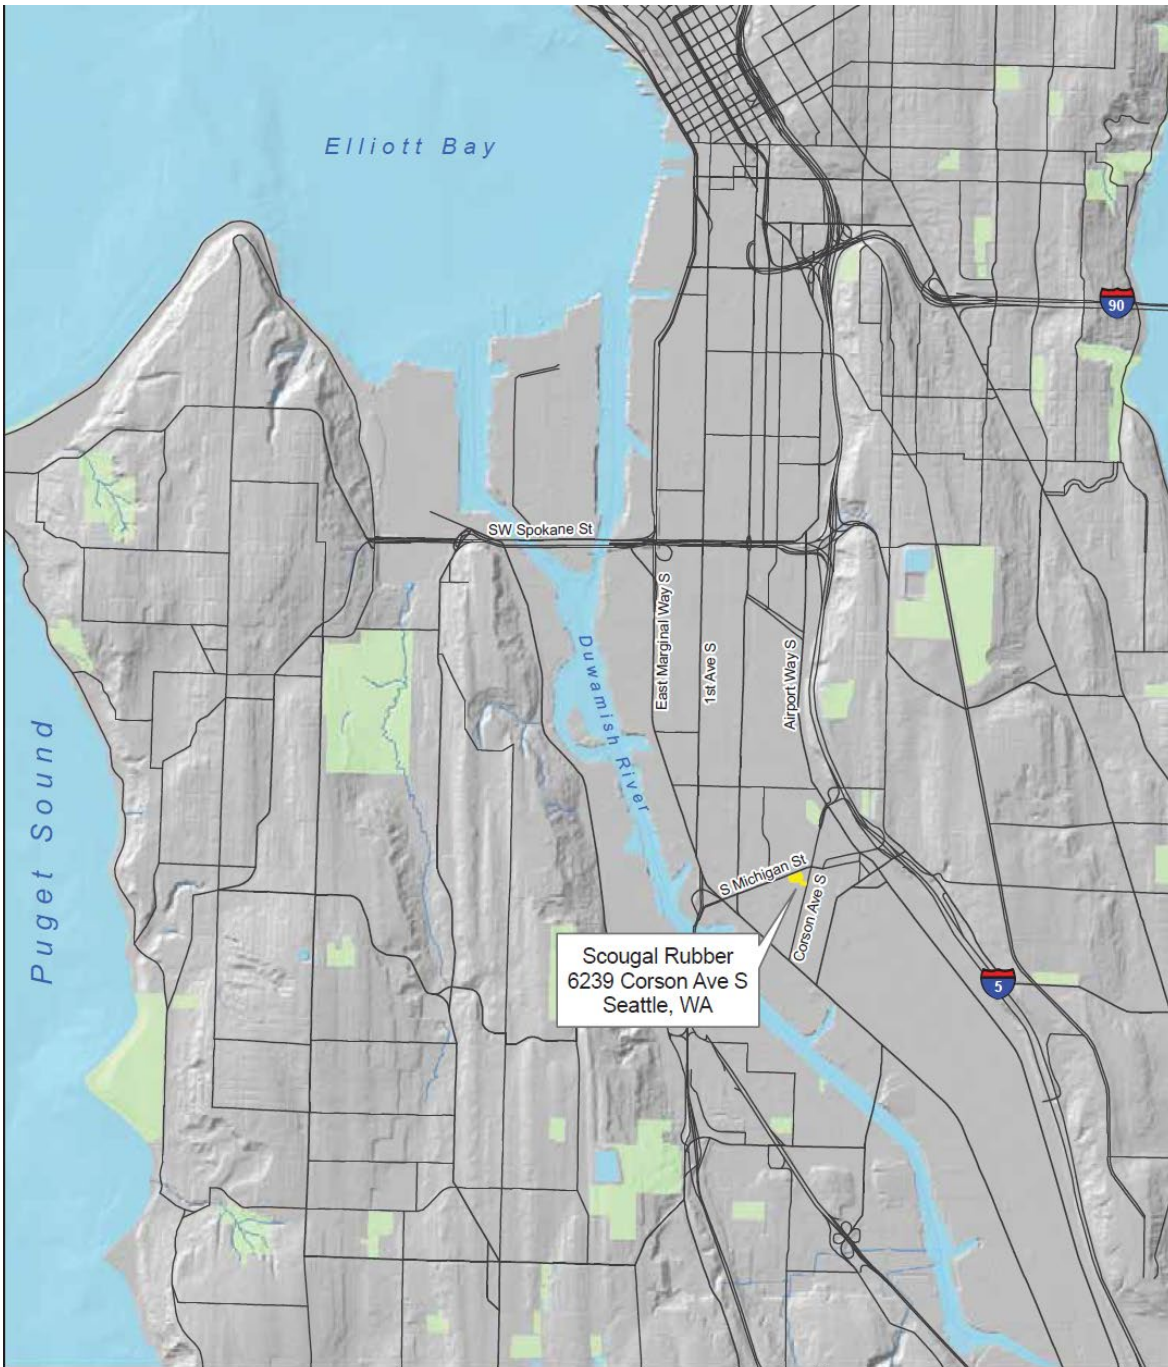 Elliott Bay
90
SW Spokane St
East Marginal Way S
1st Ave S
Airport Way S
Duwamish River
Puget Sound
S Michigan St
Corson Ave S
Scougal Rubber
6239 Corson Ave S
Seattle, WA
5